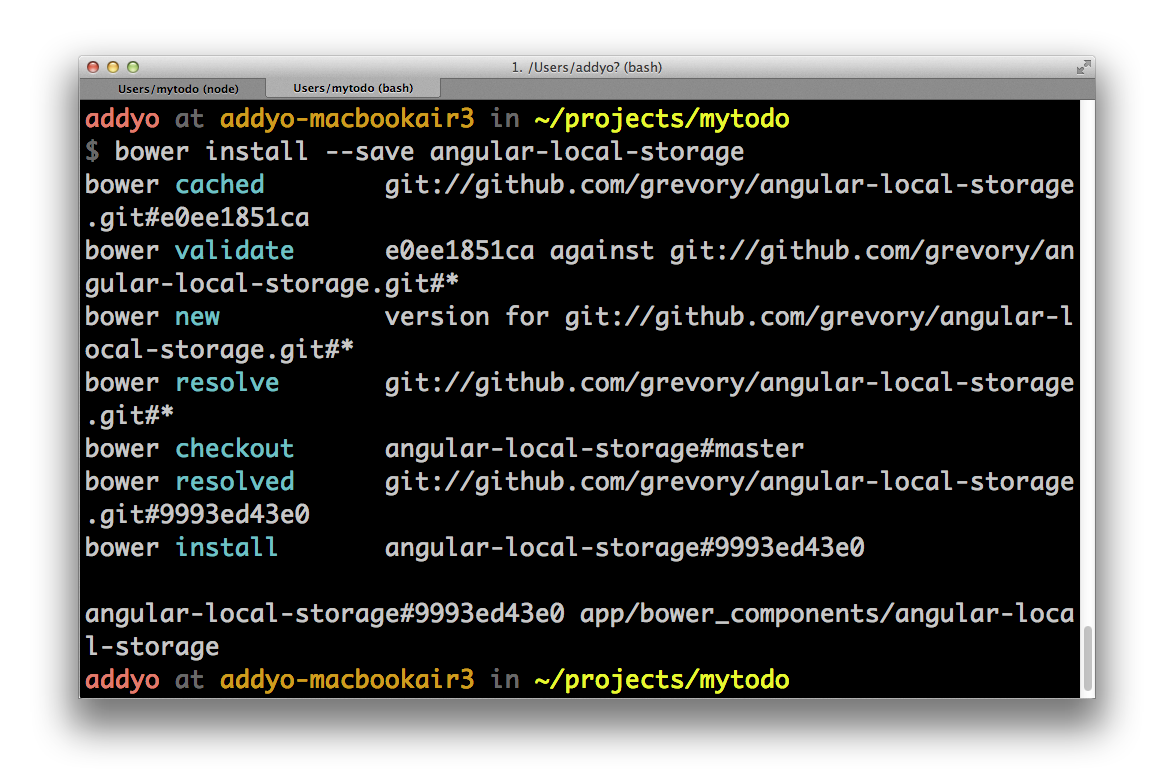 1. /Users/addyo? (bash)
Users/mytodo (node) Users/mytodo (bash)
addyo at addyo-macbookair3 in ~/projects/mytodo
$ bower install --save angular-local-storage
bower cached git://github.com/grevory/angular-local-storage
.git#e0ee1851ca
bower validate e0ee1851ca against git://github.com/grevory/an
gular-local-storage.git#*
bower new version for git://github.com/grevory/angular-l
ocal-storage.git#*
bower resolve git://github.com/grevory/angular-local-storage
.git#*
bower checkout angular-local-storage#master
bower resolved git://github.com/grevory/angular-local-storage
.git#9993ed43e0
bower install angular-local-storage#9993ed43e0
angular-local-storage#9993ed43e0 app/bower_components/angular-loca
l-storage
addyo at addyo-macbookair3 in ~/projects/mytodo